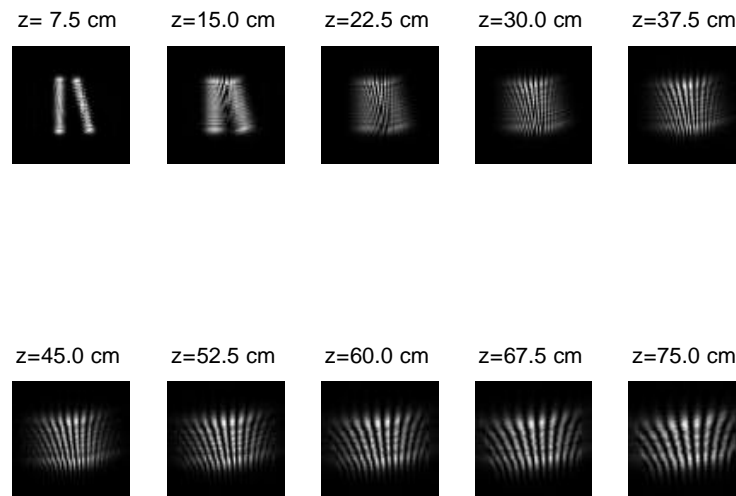 z= 7.5 cm
z=15.0 cm
z=22.5 cm
z=30.0 cm
z=37.5 cm
z=45.0 cm
z=52.5 cm
z=60.0 cm
z=67.5 cm
z=75.0 cm